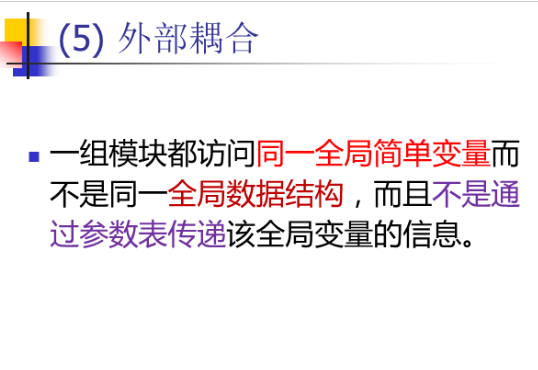 (5) 外部耦合
一组模块都访问同一全局简单变量而
不是同一全局数据结构，而且不是通
过参数表传递该全局变量的信息。